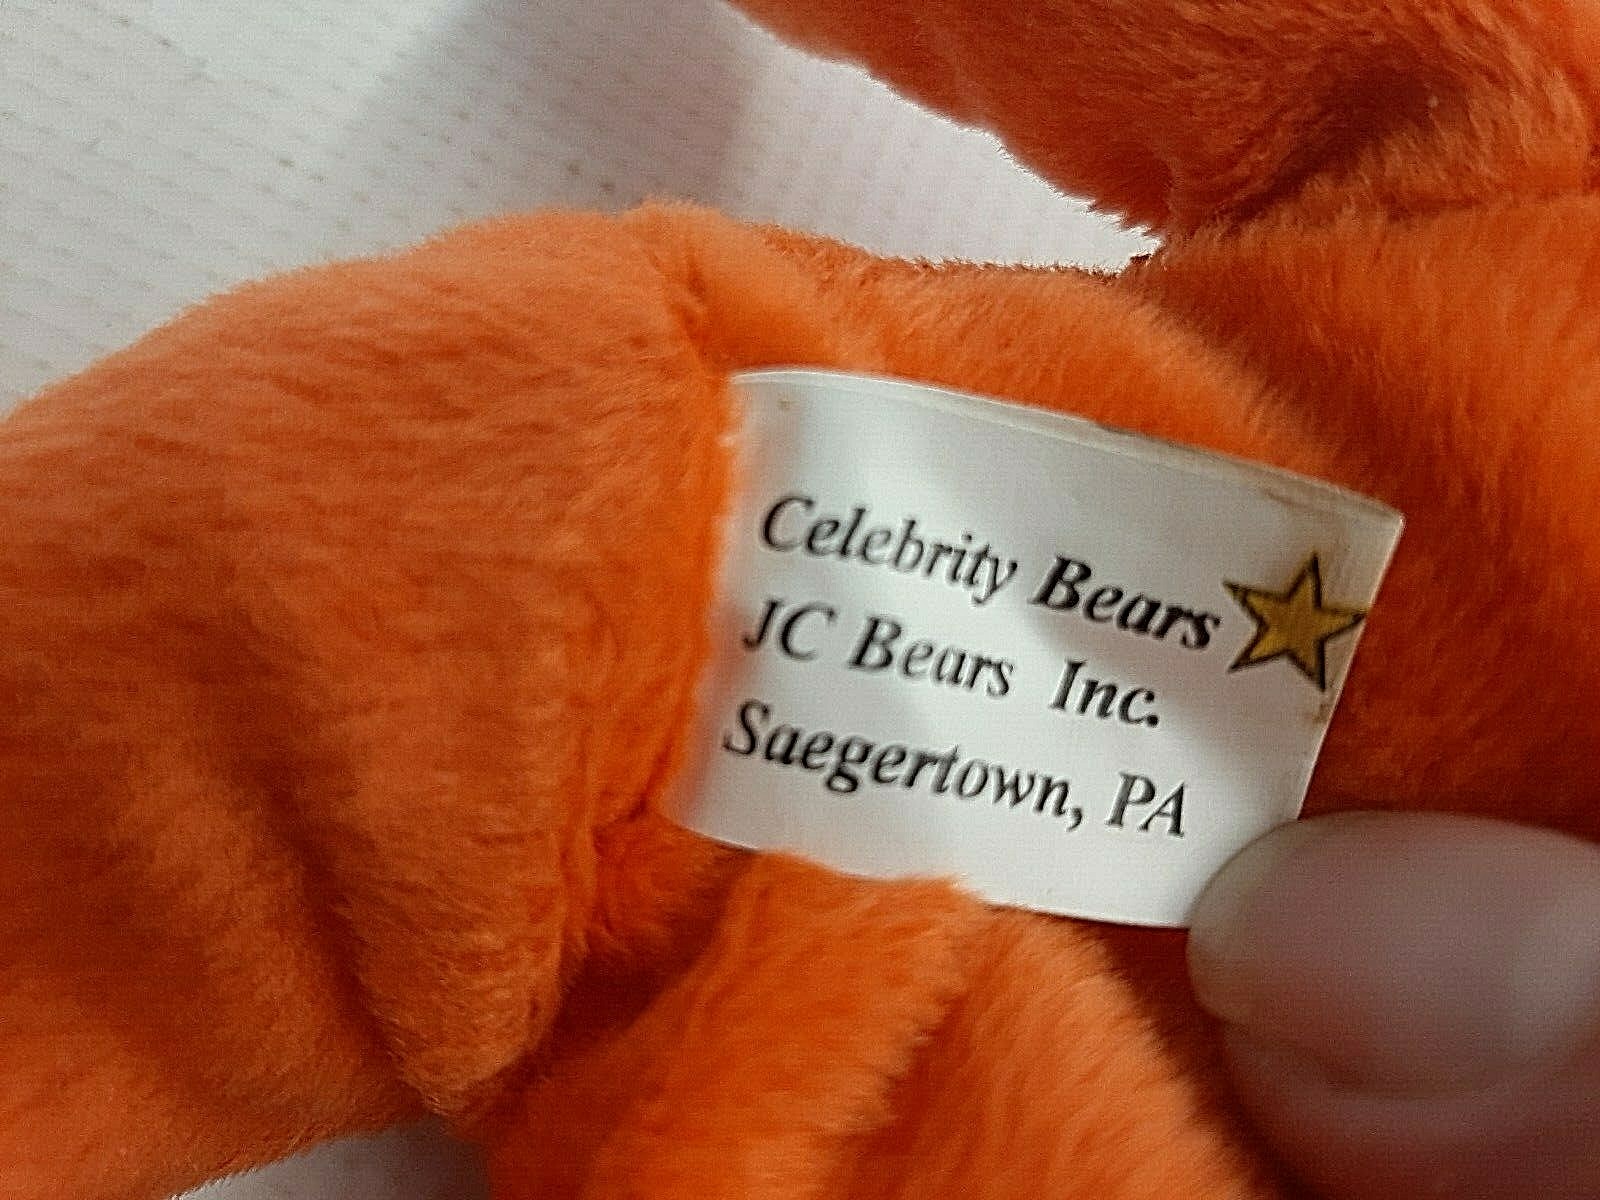 Celebrity Bears
JC Bears Inc.
Saegertown, PA